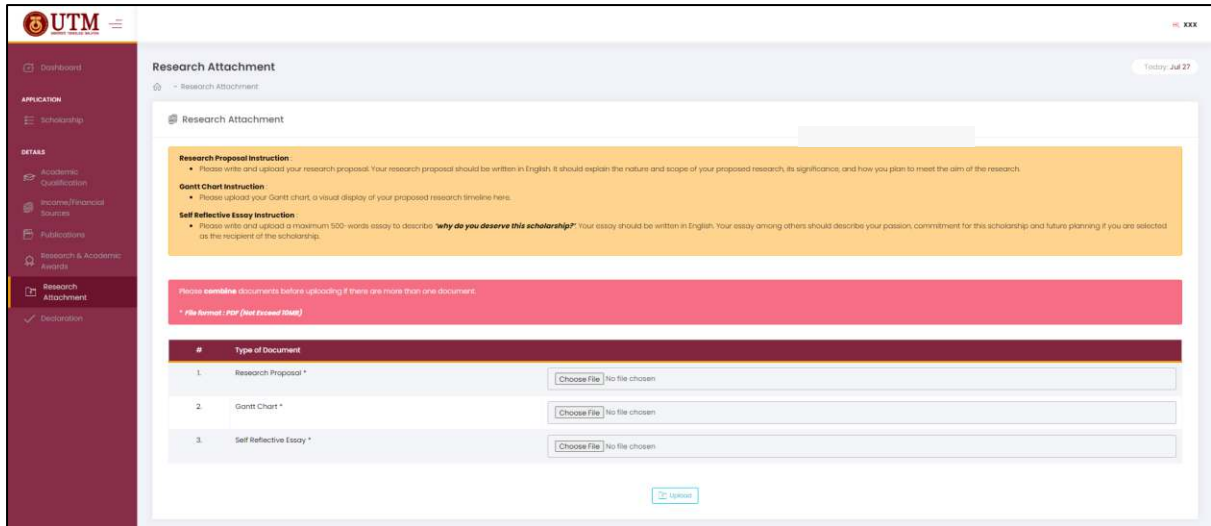 UTM
XXX
Dashboard
Research Attachment
Today: Jul 27
- Research Attachment
APPLICATION
Scholarship
Research Attachment
DETAILS
Academic
Qualification
Income/Financial
Sources
Publications
Research & Academic
Awards
Research
Attachment
Declaration
Research Proposal Instruction :
• Please write and upload your research proposal. Your research proposal should be written in English. It should explain the nature and scope of your proposed research, its significance, and how you plan to meet the aim of the research.
Gantt Chart Instruction :
• Please upload your Gantt chart, a visual display of your proposed research timeline here.
Self Reflective Essay Instruction :
• Please write and upload a maximum 500-words essay to describe "why do you deserve this scholarship?". Your essay should be written in English. Your essay among others should describe your passion, commitment for this scholarship and future planning if you are selected
as the recipient of the scholarship.
Please combine documents before uploading if there are more than one document.
* File format : PDF (Not Exceed 10MB)
# Type of Document
1. Research Proposal * Choose File No file chosen
2. Gantt Chart * Choose File No file chosen
3. Self Reflective Essay * Choose File No file chosen
Upload